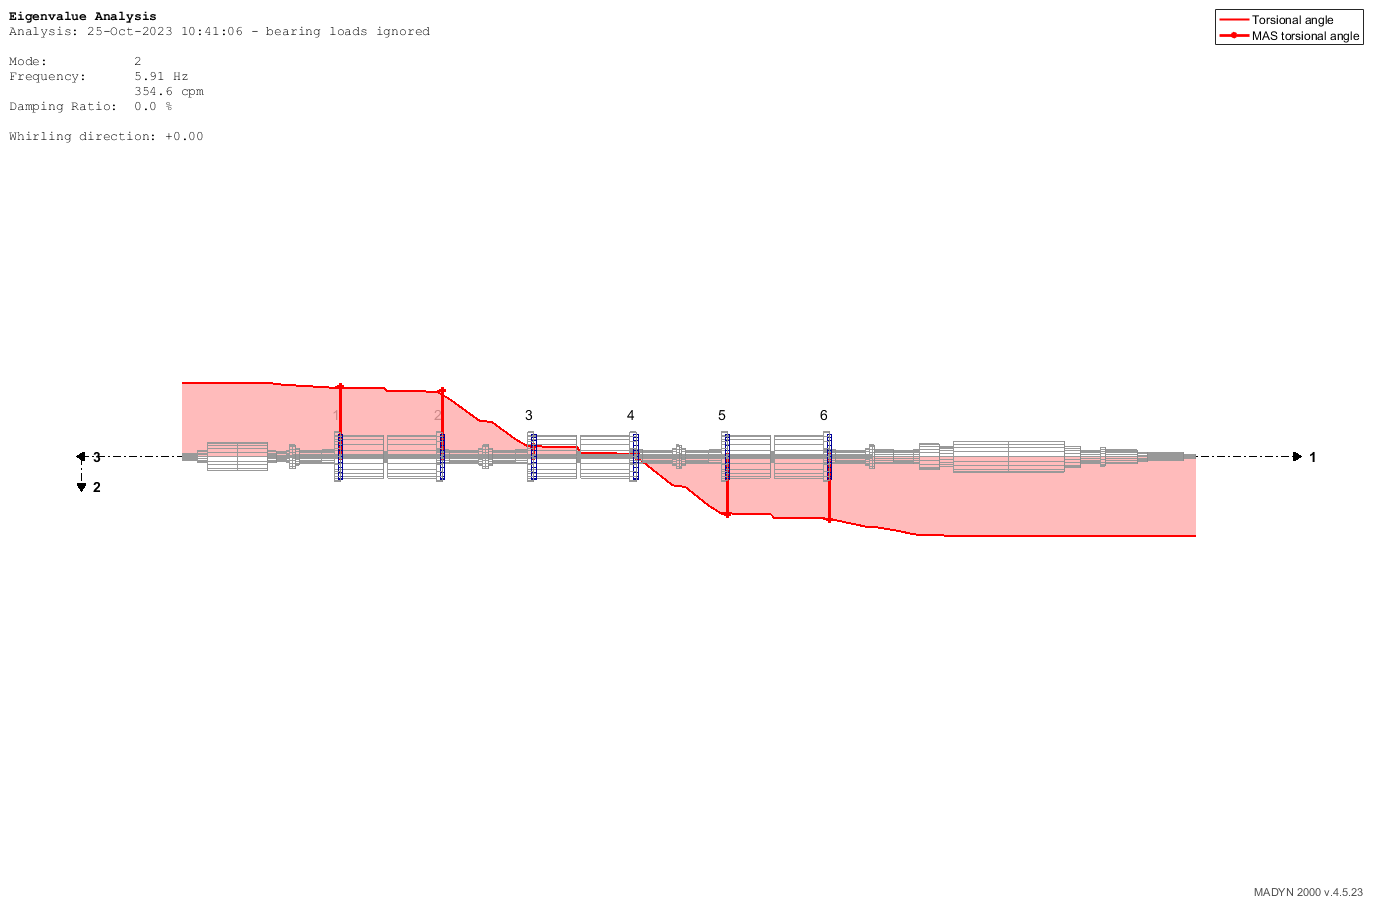 Eigenvalue Analysis
Analysis: 25-Oct-2023 10:41:06 - bearing loads ignored
Mode: 2
Frequency: 5.91 Hz
354.6 cpm
Damping Ratio: 0.0 %
Whirling direction: +0.00
Torsional angle
MAS torsional angle
1 2 3 4 5 6
3
1
2
MADYN 2000 v.4.5.23